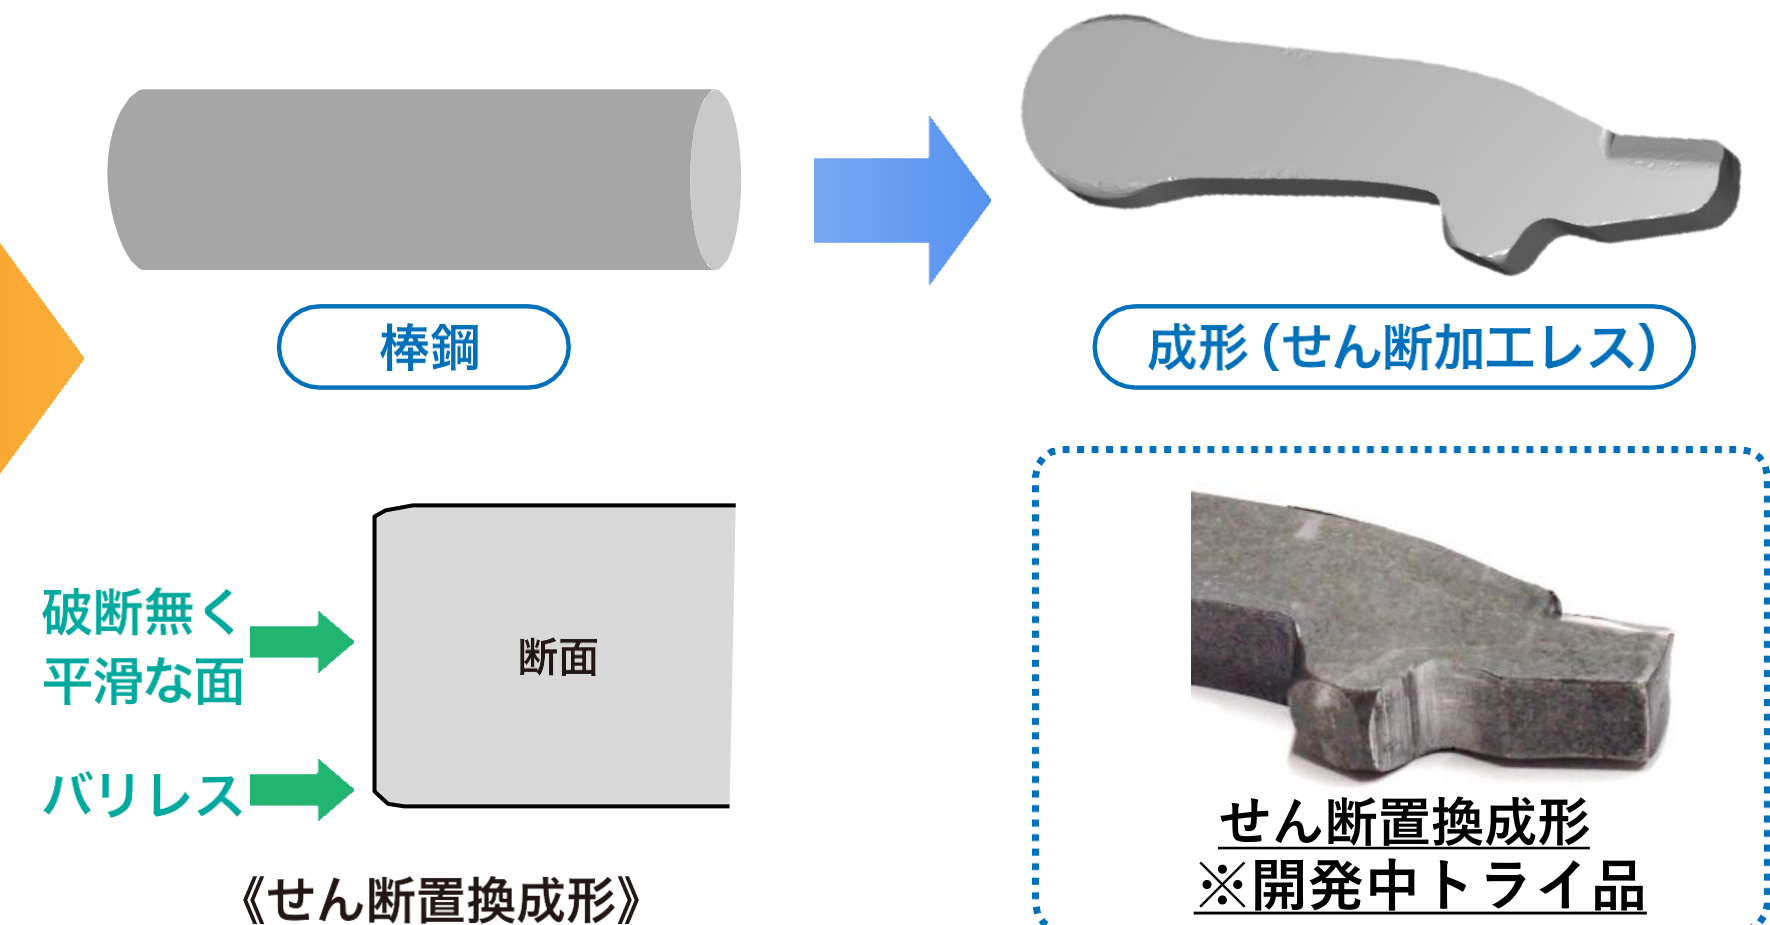 棒鋼
成形(せん断加工レス)
破断無く
平滑な面
断面
バリレス
《せん断置換成形》
せん断置換成形
※開発中トライ品